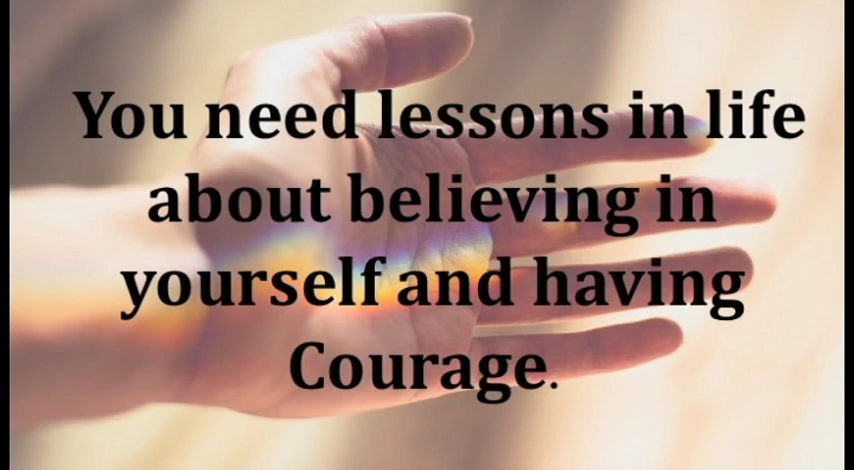 You need lessons in life
about believing in
yourself and having
Courage.